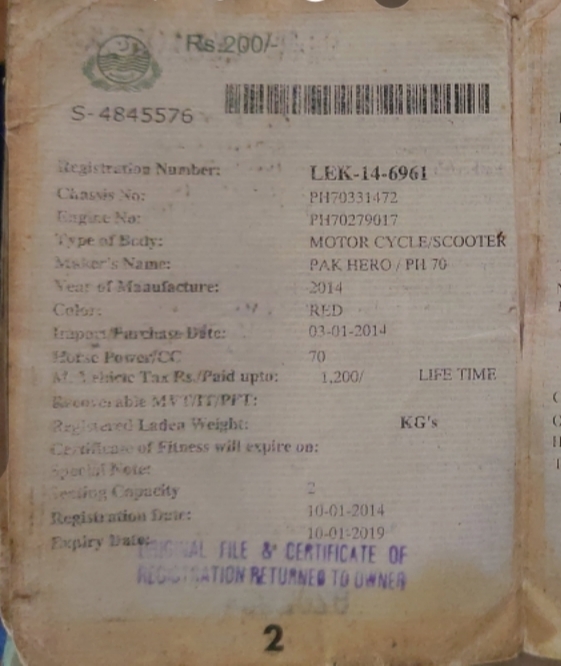 Rs.200/-
S-4845576
Registration Number: LEK-14-6961
Chassis No: PH70331472
Engine No: PH70279017
Type of Body: MOTOR CYCLE/SCOOTER
Maker's Name: PAK HERO / PH 70
Year of Manufacture: 2014
Color: RED
Import/Purchase Date: 03-01-2014
Horse Power/CC 70
M. Vehicle Tax Rs./Paid upto: 1,200/ LIFE TIME
Recoverable MVT/IT/PFT:
Registered Laden Weight: KG's
Certificate of Fitness will expire on:
Special Note:
Seating Capacity 2
Registration Date: 10-01-2014
Expiry Date: 10-01-2019
ORIGINAL FILE & CERTIFICATE OF
REGISTRATION RETURNED TO OWNER
2